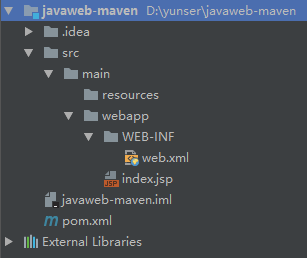 javaweb-maven D:\yunser\javaweb-maven
.idea
src
main
resources
webapp
WEB-INF
web.xml
JSP index.jsp
javaweb-maven.iml
m pom.xml
External Libraries